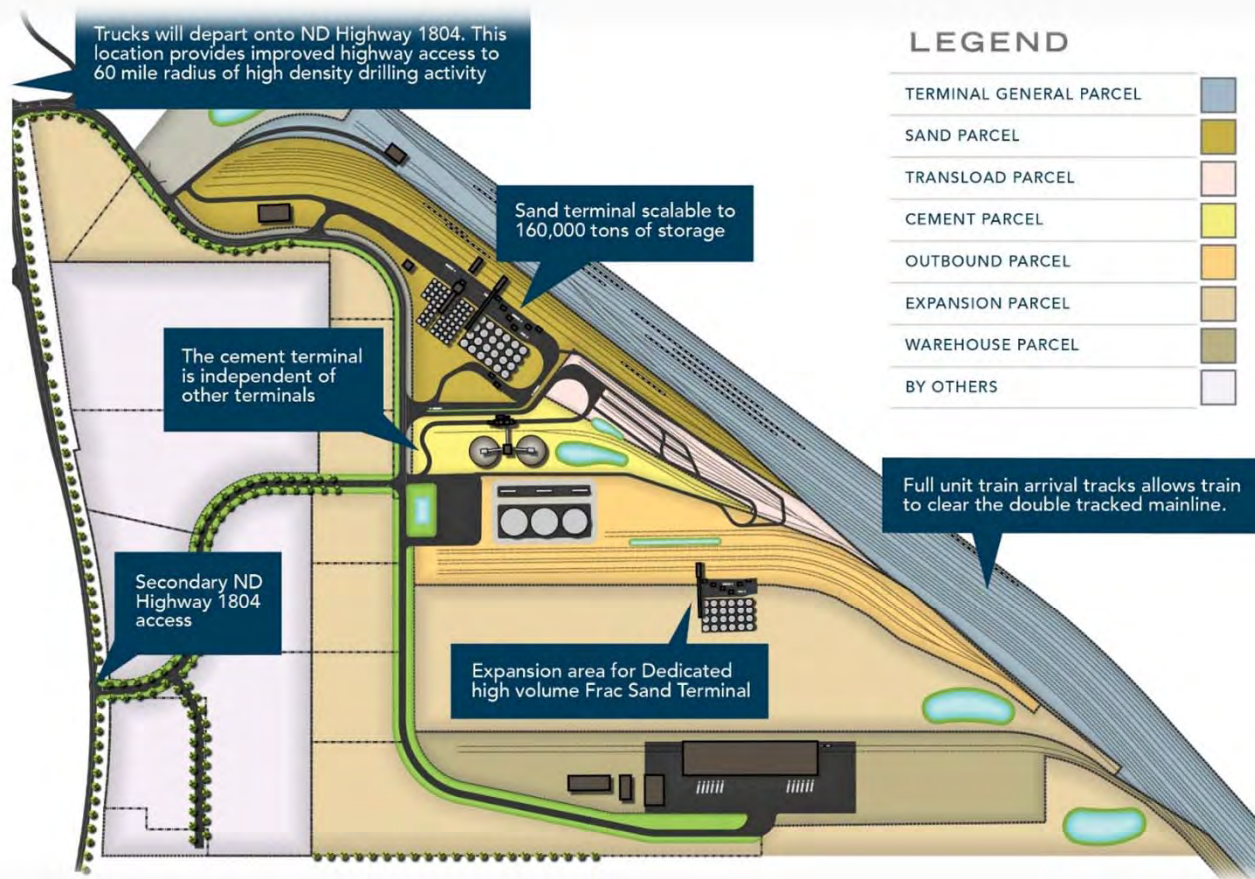 Trucks will depart onto ND Highway 1804. This
location provides improved highway access to
60 mile radius of high density drilling activity
LEGEND
TERMINAL GENERAL PARCEL
SAND PARCEL
TRANSLOAD PARCEL
CEMENT PARCEL
OUTBOUND PARCEL
EXPANSION PARCEL
WAREHOUSE PARCEL
BY OTHERS
Sand terminal scalable to
160,000 tons of storage
The cement terminal
is independent of
other terminals
Full unit train arrival tracks allows train
to clear the double tracked mainline.
Secondary ND
Highway 1804
access
Expansion area for Dedicated
high volume Frac Sand Terminal